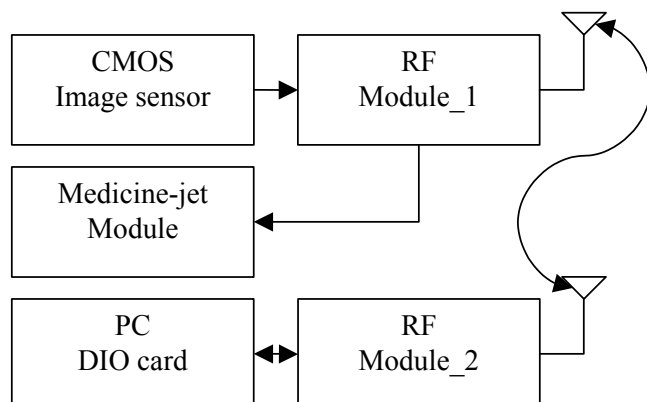 CMOS
Image sensor
RF
Module_1
Medicine-jet
Module
PC
DIO card
RF
Module_2